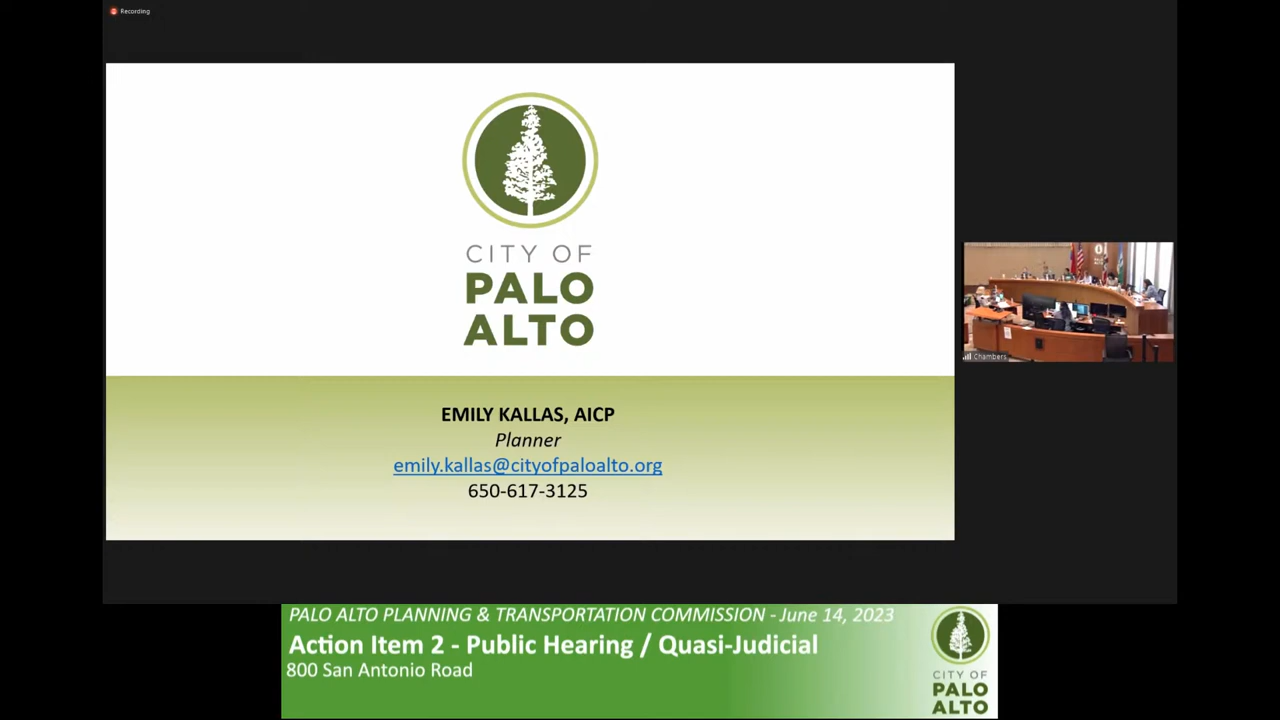 Recording
CITY OF
PALO
ALTO
EMILY KALLAS, AICP
Planner
emily.kallas@cityofpaloalto.org
650-617-3125
Chambers
PALO ALTO PLANNING & TRANSPORTATION COMMISSION - June 14, 2023
Action Item 2 - Public Hearing / Quasi-Judicial
800 San Antonio Road
CITY OF
PALO
ALTO